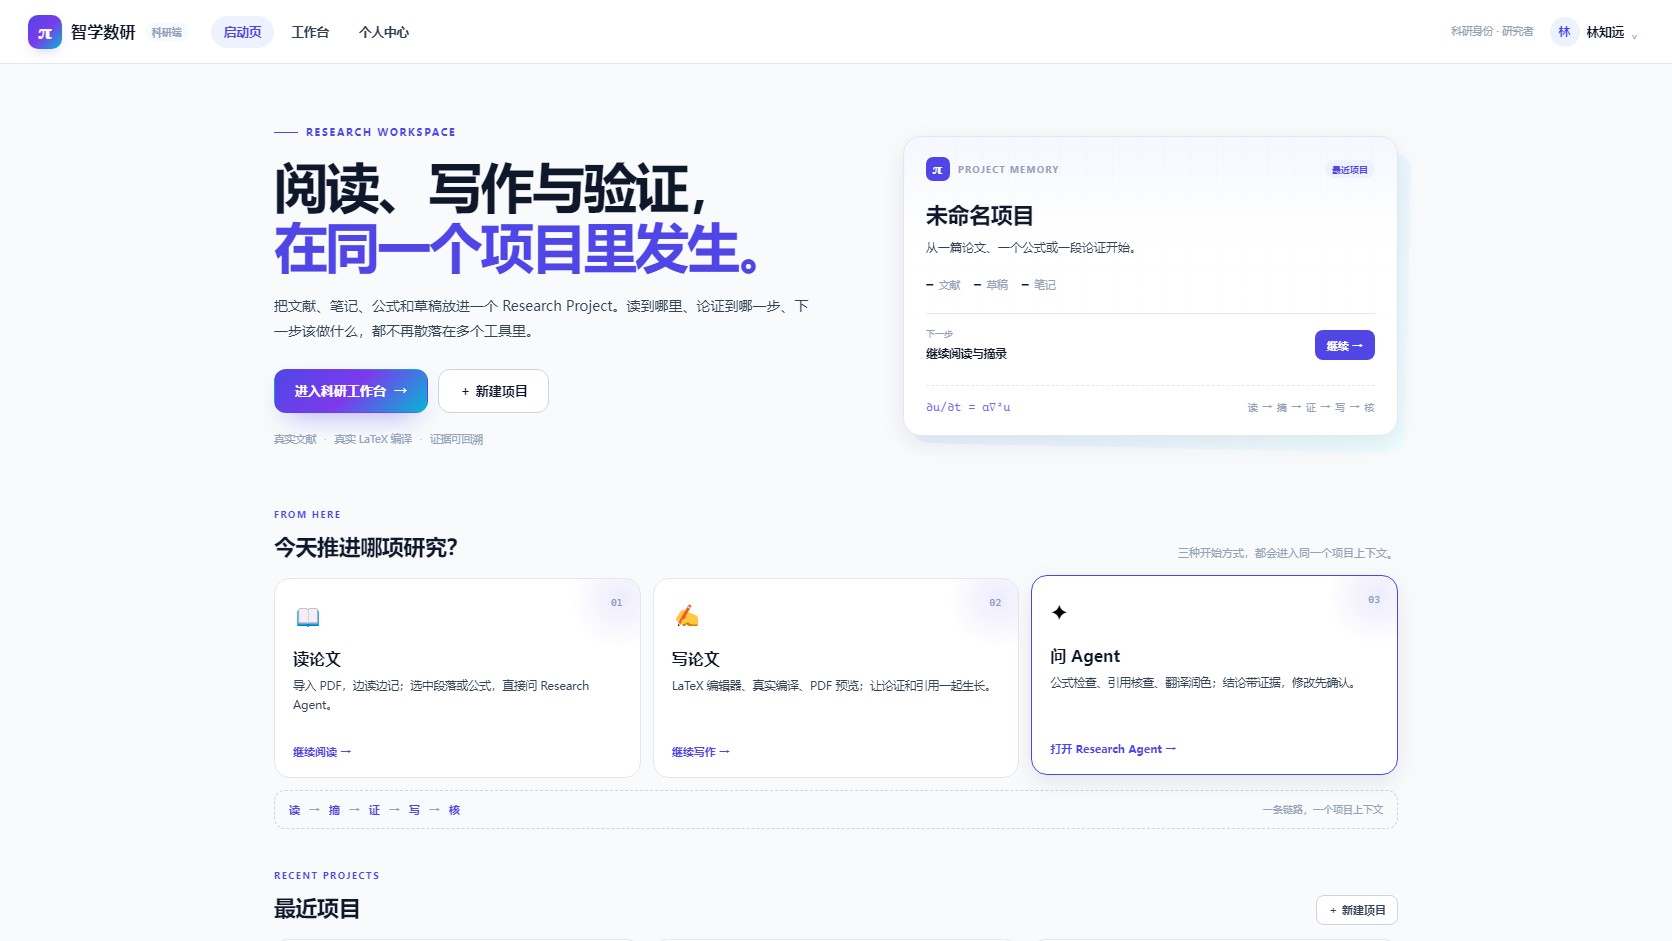 π 智学数研 科研端 启动页 工作台 个人中心 科研身份 · 研究者 林 林知远
RESEARCH WORKSPACE
阅读、写作与验证，
在同一个项目里发生。
把文献、笔记、公式和草稿放进一个 Research Project。读到哪里、论证到哪一步、下
一步该做什么，都不再散落在多个工具里。
进入科研工作台 →
+ 新建项目
真实文献 · 真实 LaTeX 编译 · 证据可回溯
π PROJECT MEMORY 最近项目
未命名项目
从一篇论文、一个公式或一段论证开始。
– 文献 – 草稿 – 笔记
下一步
继续阅读与摘录
继续 →
∂u/∂t = α∇²u 读 → 摘 → 证 → 写 → 核
FROM HERE
今天推进哪项研究？
三种开始方式，都会进入同一个项目上下文。
01
读论文
导入 PDF，边读边记；选中段落或公式，直接问 Research
Agent。
继续阅读 →
02
写论文
LaTeX 编辑器、真实编译、PDF 预览；让论证和引用一起生长。
继续写作 →
03
问 Agent
公式检查、引用核查、翻译润色；结论带证据，修改先确认。
打开 Research Agent →
读 → 摘 → 证 → 写 → 核 一条链路，一个项目上下文
RECENT PROJECTS
最近项目
+ 新建项目